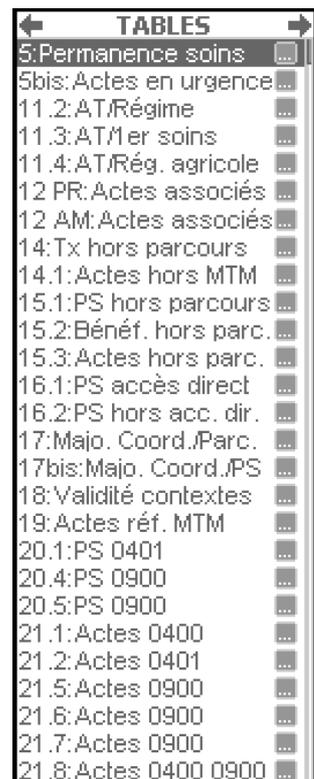 TABLES
5:Permanence soins ...
5bis:Actes en urgence ...
11.2:AT/Régime ...
11.3:AT/1er soins ...
11.4:AT/Rég. agricole ...
12 PR:Actes associés ...
12 AM:Actes associés ...
14:Tx hors parcours ...
14.1:Actes hors MTM ...
15.1:PS hors parcours ...
15.2:Bénéf. hors parc. ...
15.3:Actes hors parc. ...
16.1:PS accès direct ...
16.2:PS hors acc. dir. ...
17:Majo. Coord./Parc. ...
17bis:Majo. Coord./PS ...
18:Validité contextes ...
19:Actes réf. MTM ...
20.1:PS 0401 ...
20.4:PS 0900 ...
20.5:PS 0900 ...
21.1:Actes 0400 ...
21.2:Actes 0401 ...
21.5:Actes 0900 ...
21.6:Actes 0900 ...
21.7:Actes 0900 ...
21.8:Actes 0400 0900 ...